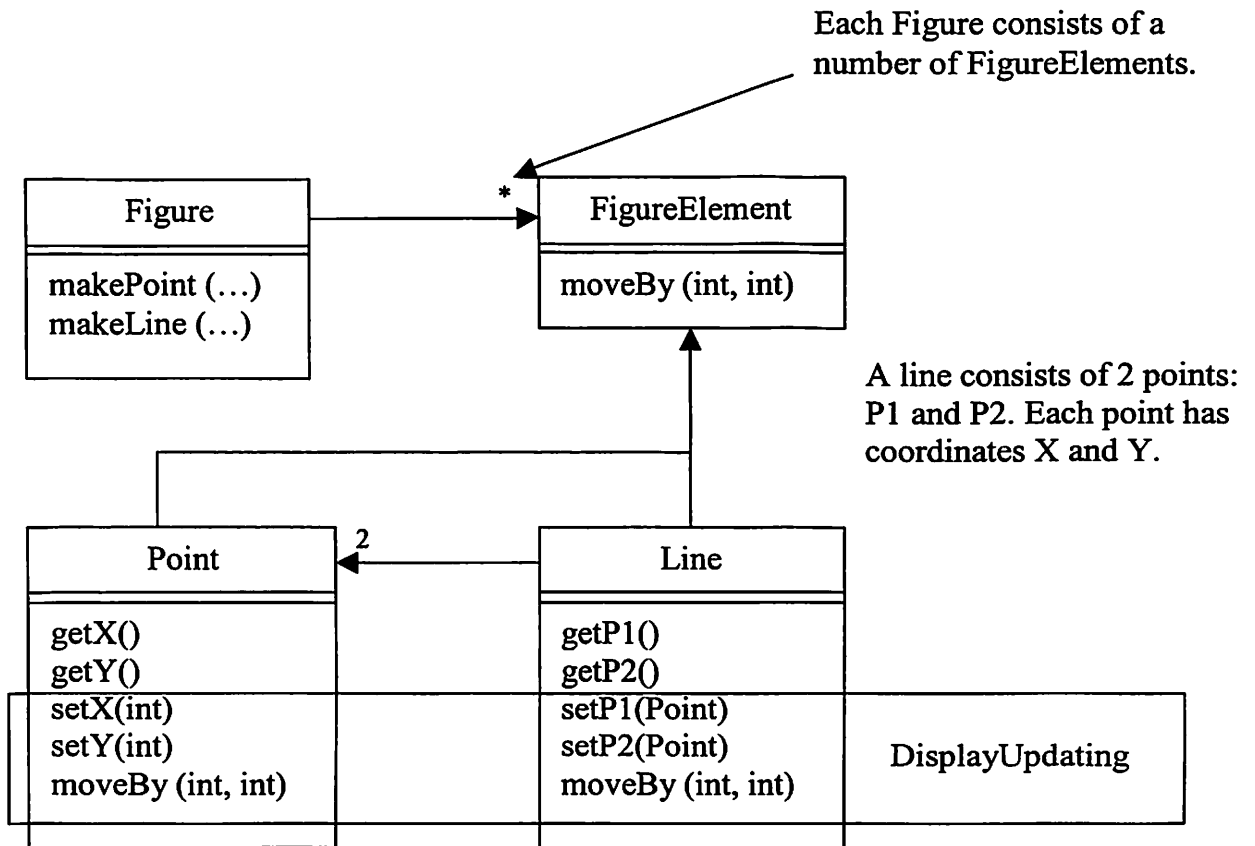 Each Figure consists of a
number of FigureElements.
*
Figure
FigureElement
makePoint (…)
makeLine (…)
moveBy (int, int)
A line consists of 2 points:
P1 and P2. Each point has
coordinates X and Y.
2
Point
Line
getX()
getY()
setX(int)
setY(int)
moveBy (int, int)
getP1()
getP2()
setP1(Point)
setP2(Point)
moveBy (int, int)
DisplayUpdating